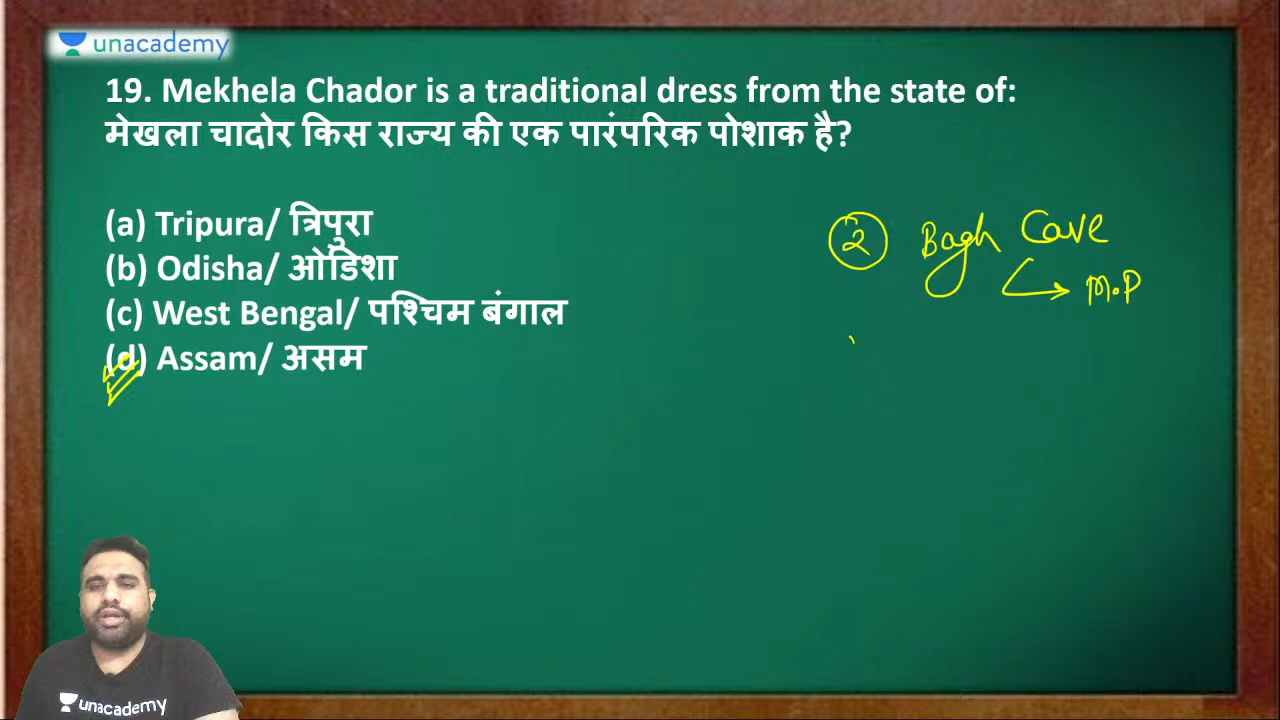 unacademy
19. Mekhela Chador is a traditional dress from the state of:
मेखला चादोर किस राज्य की एक पारंपरिक पोशाक है?
(a) Tripura/ त्रिपुरा
(b) Odisha/ ओडिशा
(c) West Bengal/ पश्चिम बंगाल
(d) Assam/ असम
2 Bagh Cave
M.P
unacademy